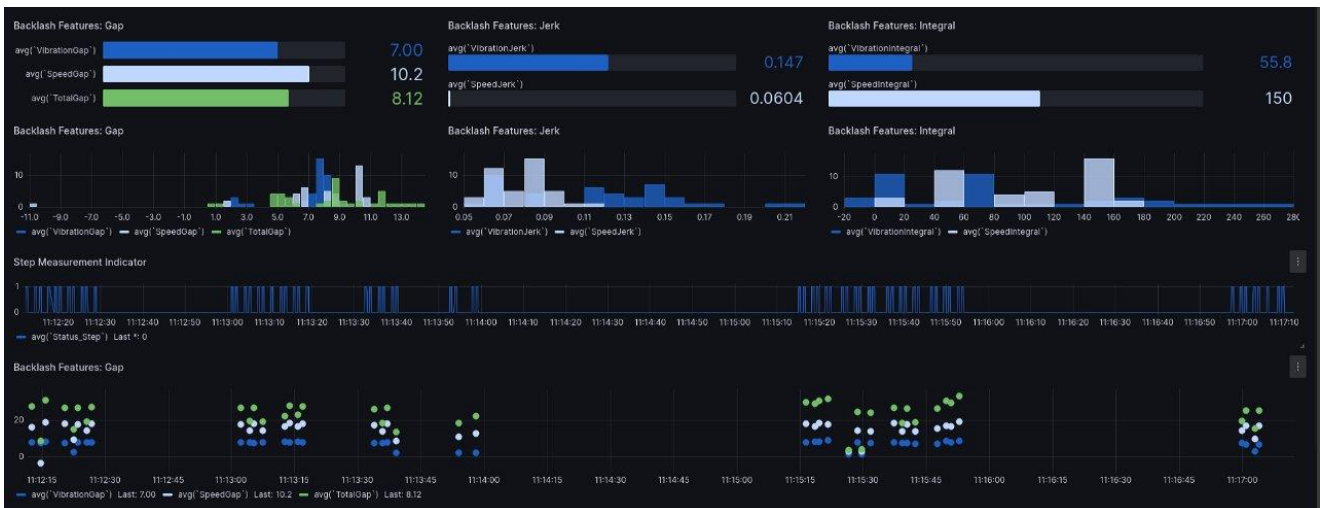 Backlash Features: Gap
avg(`VibrationGap`) 7.00
avg(`SpeedGap`) 10.2
avg(`TotalGap`) 8.12
Backlash Features: Jerk
avg(`VibrationJerk`) 0.147
avg(`SpeedJerk`) 0.0604
Backlash Features: Integral
avg(`VibrationIntegral`) 55.8
avg(`SpeedIntegral`) 150
Backlash Features: Gap
10
0
-11.0 -9.0 -7.0 -5.0 -3.0 -1.0 1.0 3.0 5.0 7.0 9.0 11.0 13.0
avg(`VibrationGap`) avg(`SpeedGap`) avg(`TotalGap`)
Backlash Features: Jerk
10
0
0.05 0.07 0.09 0.11 0.13 0.15 0.17 0.19 0.21
avg(`VibrationJerk`) avg(`SpeedJerk`)
Backlash Features: Integral
10
0
-20 0 20 40 60 80 100 120 140 160 180 200 220 240 260 280
avg(`VibrationIntegral`) avg(`SpeedIntegral`)
Step Measurement Indicator
1
0
11:12:20 11:12:30 11:12:40 11:12:50 11:13:00 11:13:10 11:13:20 11:13:30 11:13:40 11:13:50 11:14:00 11:14:10 11:14:20 11:14:30 11:14:40 11:14:50 11:15:00 11:15:10 11:15:20 11:15:30 11:15:40 11:15:50 11:16:00 11:16:10 11:16:20 11:16:30 11:16:40 11:16:50 11:17:00 11:17:10
avg(`Status_Step`) Last *: 0
Backlash Features: Gap
20
0
11:12:15 11:12:30 11:12:45 11:13:00 11:13:15 11:13:30 11:13:45 11:14:00 11:14:15 11:14:30 11:14:45 11:15:00 11:15:15 11:15:30 11:15:45 11:16:00 11:16:15 11:16:30 11:16:45 11:17:00
avg(`VibrationGap`) Last: 7.00 avg(`SpeedGap`) Last: 10.2 avg(`TotalGap`) Last: 8.12